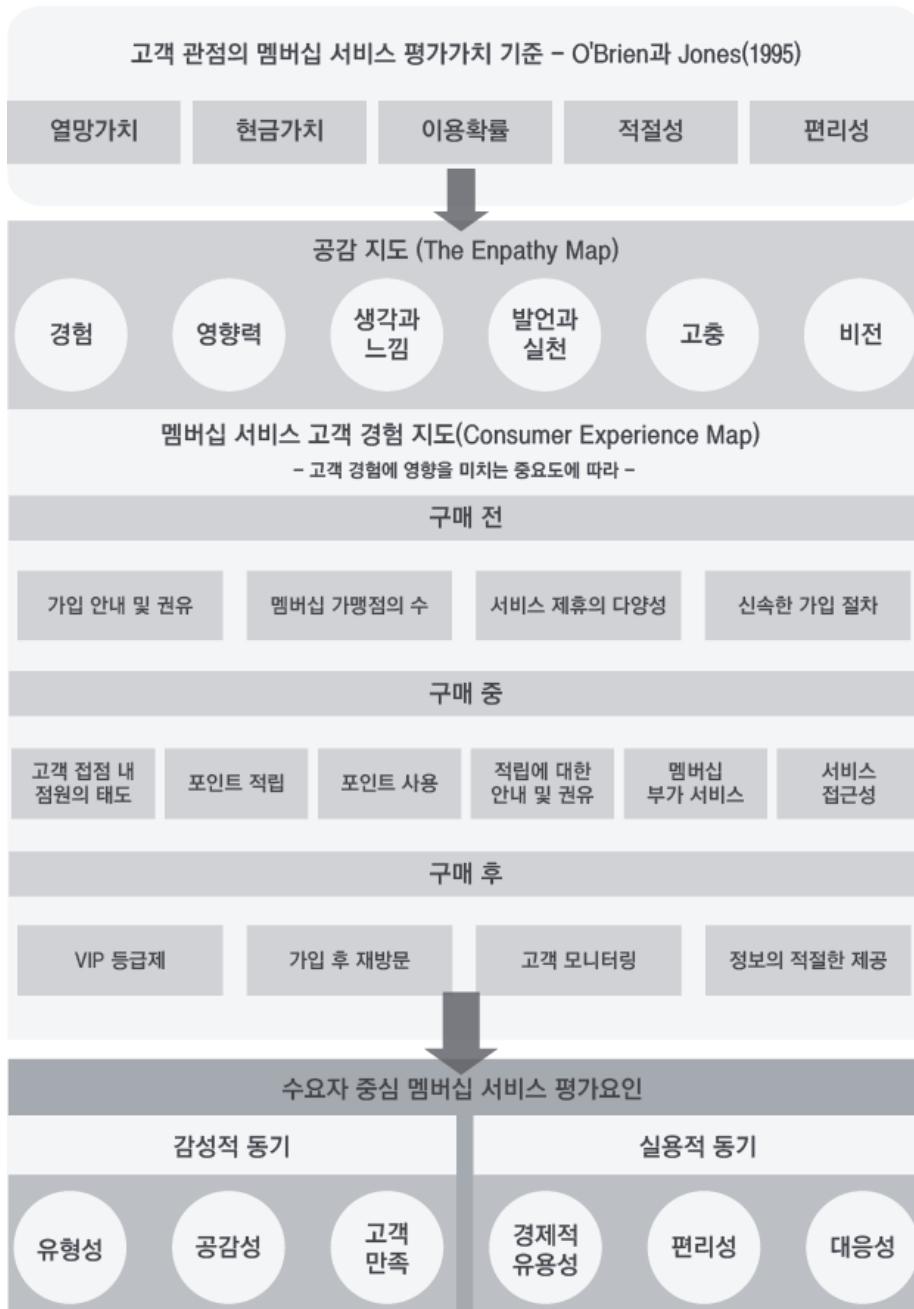 고객 관점의 멤버십 서비스 평가가치 기준 – O'Brien과 Jones(1995)
열망가치 현금가치 이용확률 적절성 편리성
공감 지도 (The Enpathy Map)
경험 영향력 생각과 느낌 발언과 실천 고충 비전
멤버십 서비스 고객 경험 지도(Consumer Experience Map)
– 고객 경험에 영향을 미치는 중요도에 따라 –
구매 전
가입 안내 및 권유 멤버십 가맹점의 수 서비스 제휴의 다양성 신속한 가입 절차
구매 중
고객 접점 내
점원의 태도
포인트 적립
포인트 사용
적립에 대한
안내 및 권유
멤버십
부가 서비스
서비스
접근성
구매 후
VIP 등급제 가입 후 재방문 고객 모니터링 정보의 적절한 제공
수요자 중심 멤버십 서비스 평가요인
감성적 동기 실용적 동기
유형성
공감성
고객
만족
경제적
유용성
편리성
대응성